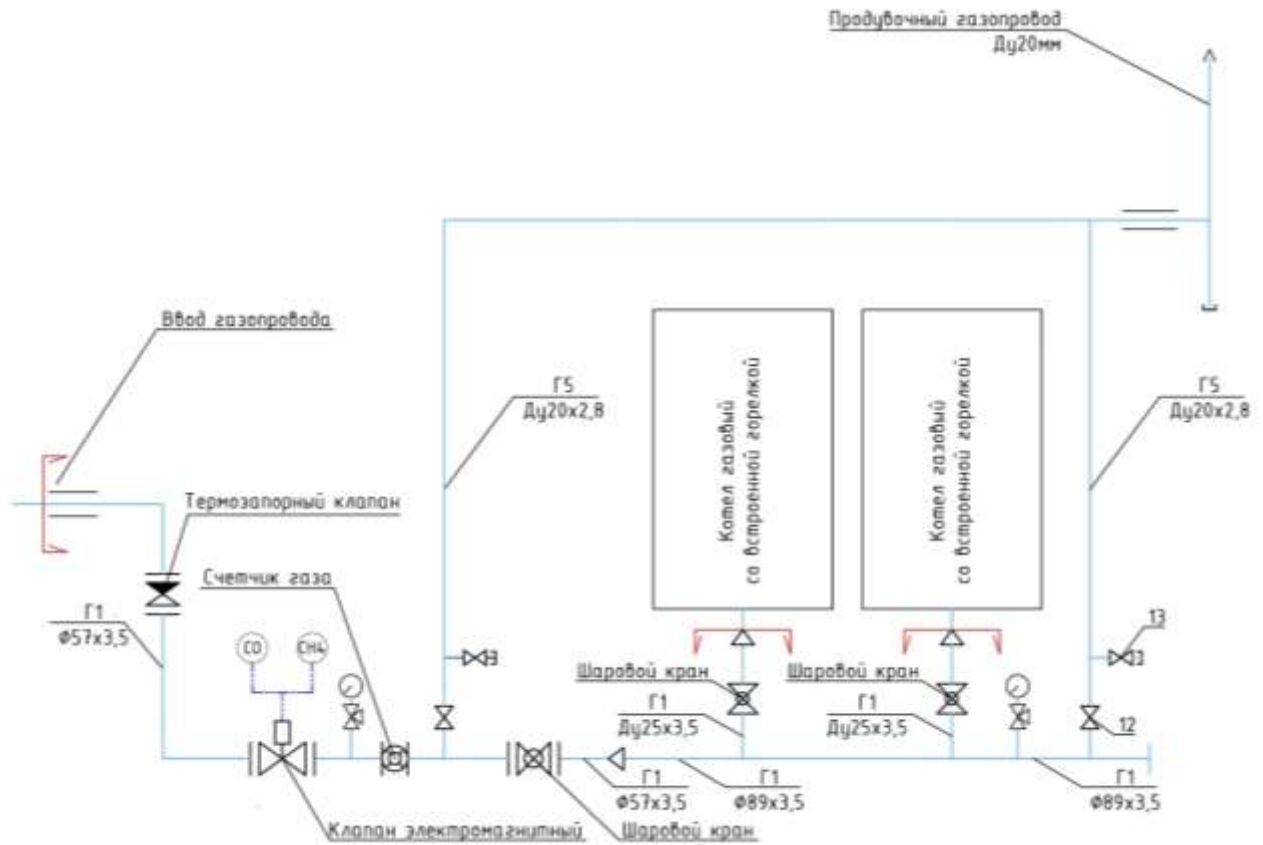 Продувочный газопровод
Ду20мм
Ввод газопровода
Г5
Ду20х2,8
Котел газовый
со встроенной горелкой
Котел газовый
со встроенной горелкой
Г5
Ду20х2,8
Термозапорный клапан
Счетчик газа
Г1
Ф57х3,5
СО
СН4
13
Шаровой кран
Шаровой кран
Г1
Ду25х3,5
Г1
Ду25х3,5
12
Г1
Ф57х3,5
Г1
Ф89х3,5
Г1
Ф89х3,5
Клапан электромагнитный
Шаровой кран